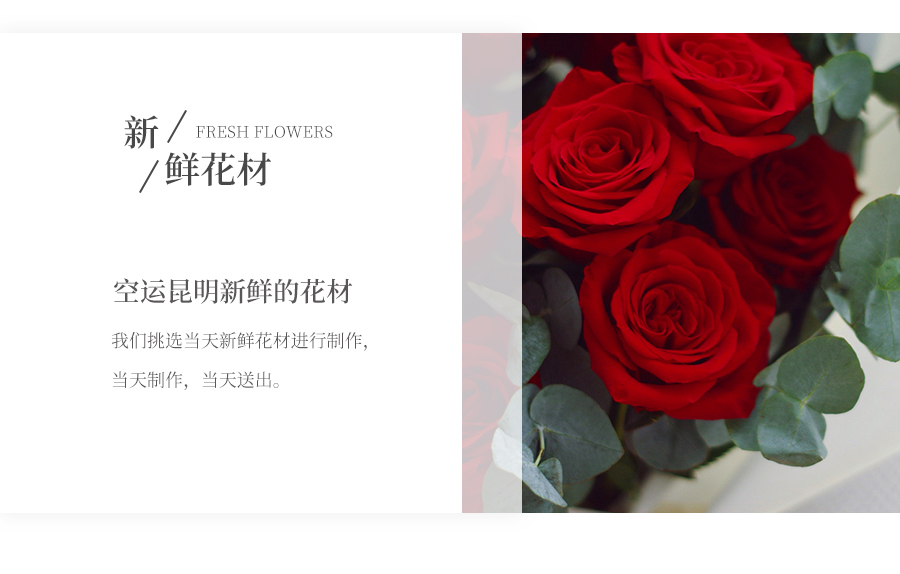 新
FRESH FLOWERS
鲜花材
空运昆明新鲜的花材
我们挑选当天新鲜花材进行制作,
当天制作，当天送出。